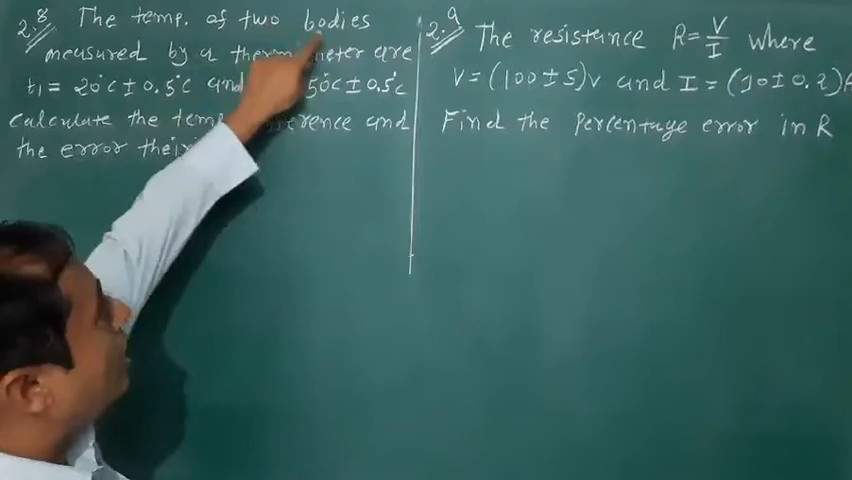 2.8 The temp. of two bodies
measured by a thermometer are
t1 = 20°c ± 0.5°c and 50°c ± 0.5°c
calculate the temp and
the error
2.9 The resistance R = V/I where
V = (100 ± 5)V and I = (10 ± 0.2)A
Find the percentage error in R